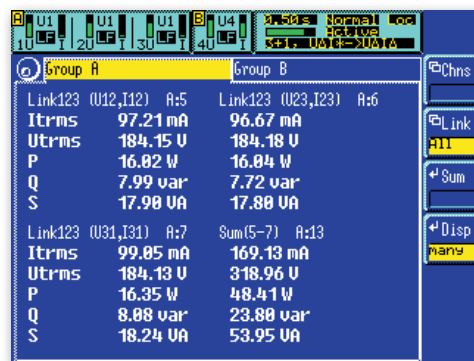 A U1 U1 U1 B U4 0.50s Normal Loc
LF LF LF LF Active
1U I 2U I 3U I 4U I 3+1, U∆I*->U∆I∆
Group A Group B Chns
Link123 (U12,I12) A:5 Link123 (U23,I23) A:6
Itrms 97.21 mA 96.67 mA Link
Utrms 184.15 V 184.18 V All
P 16.02 W 16.04 W
Q 7.99 var 7.72 var Sum
S 17.90 VA 17.80 VA
Link123 (U31,I31) A:7 Sum(5-7) A:13 Disp
Itrms 99.05 mA 169.13 mA many
Utrms 184.13 V 318.96 V
P 16.35 W 48.41 W
Q 8.08 var 23.80 var
S 18.24 VA 53.95 VA